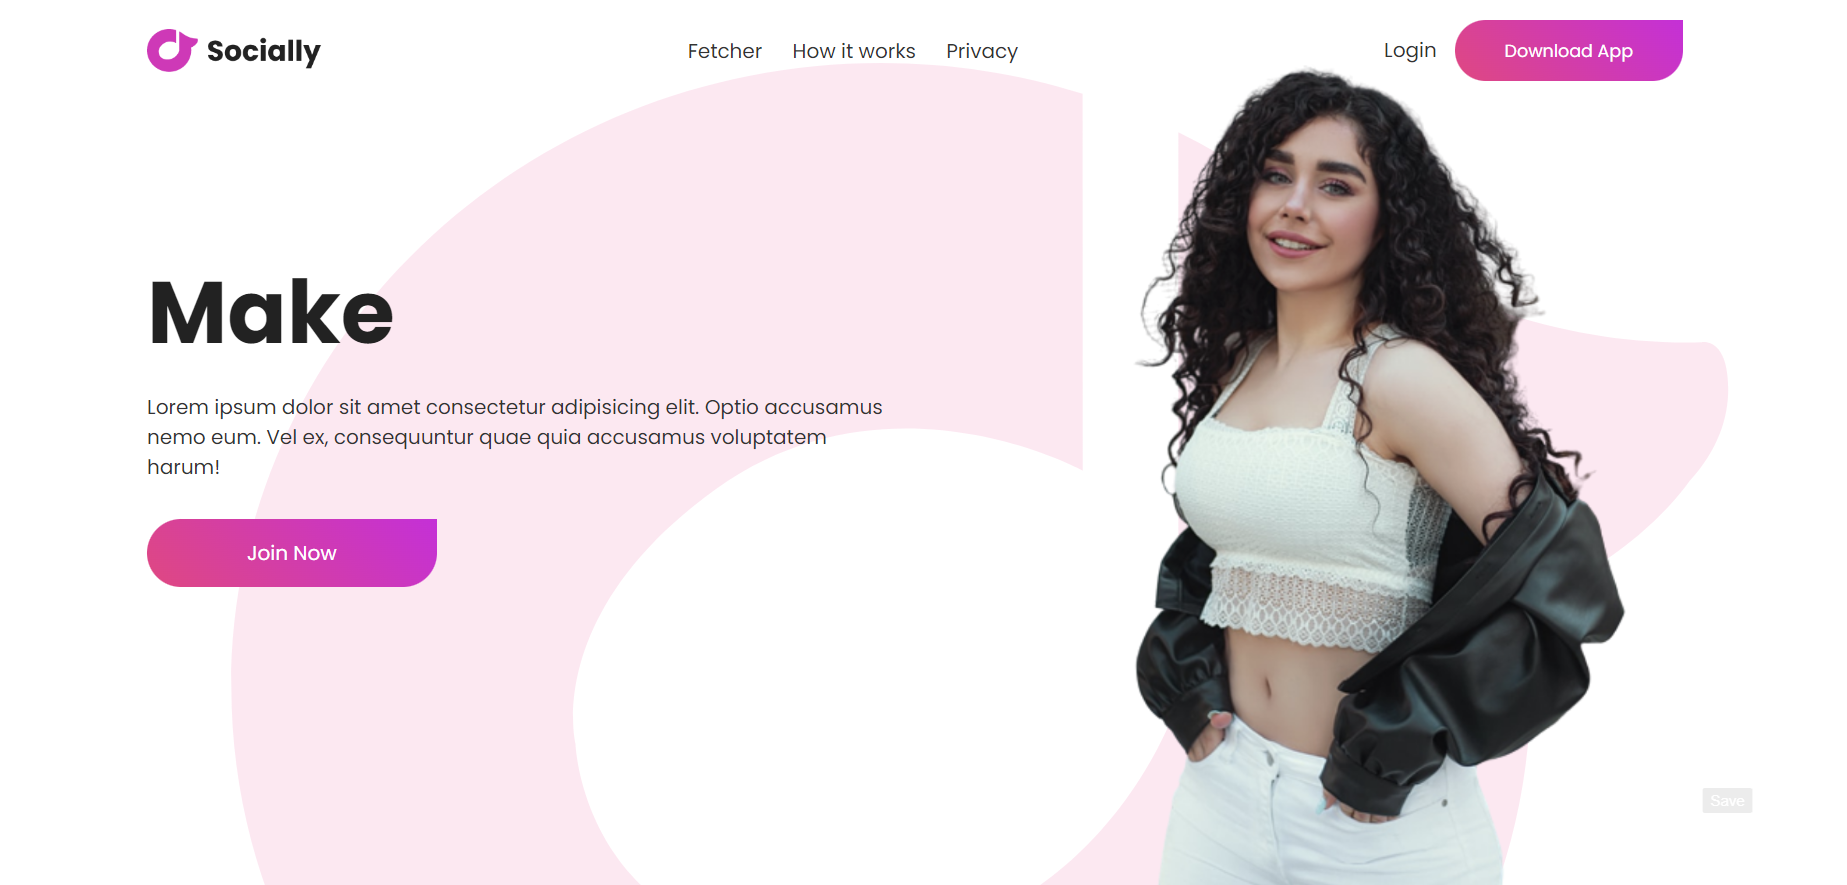 Socially
Fetcher How it works Privacy
Login
Download App
Make
Lorem ipsum dolor sit amet consectetur adipisicing elit. Optio accusamus
nemo eum. Vel ex, consequuntur quae quia accusamus voluptatem
harum!
Join Now
Save